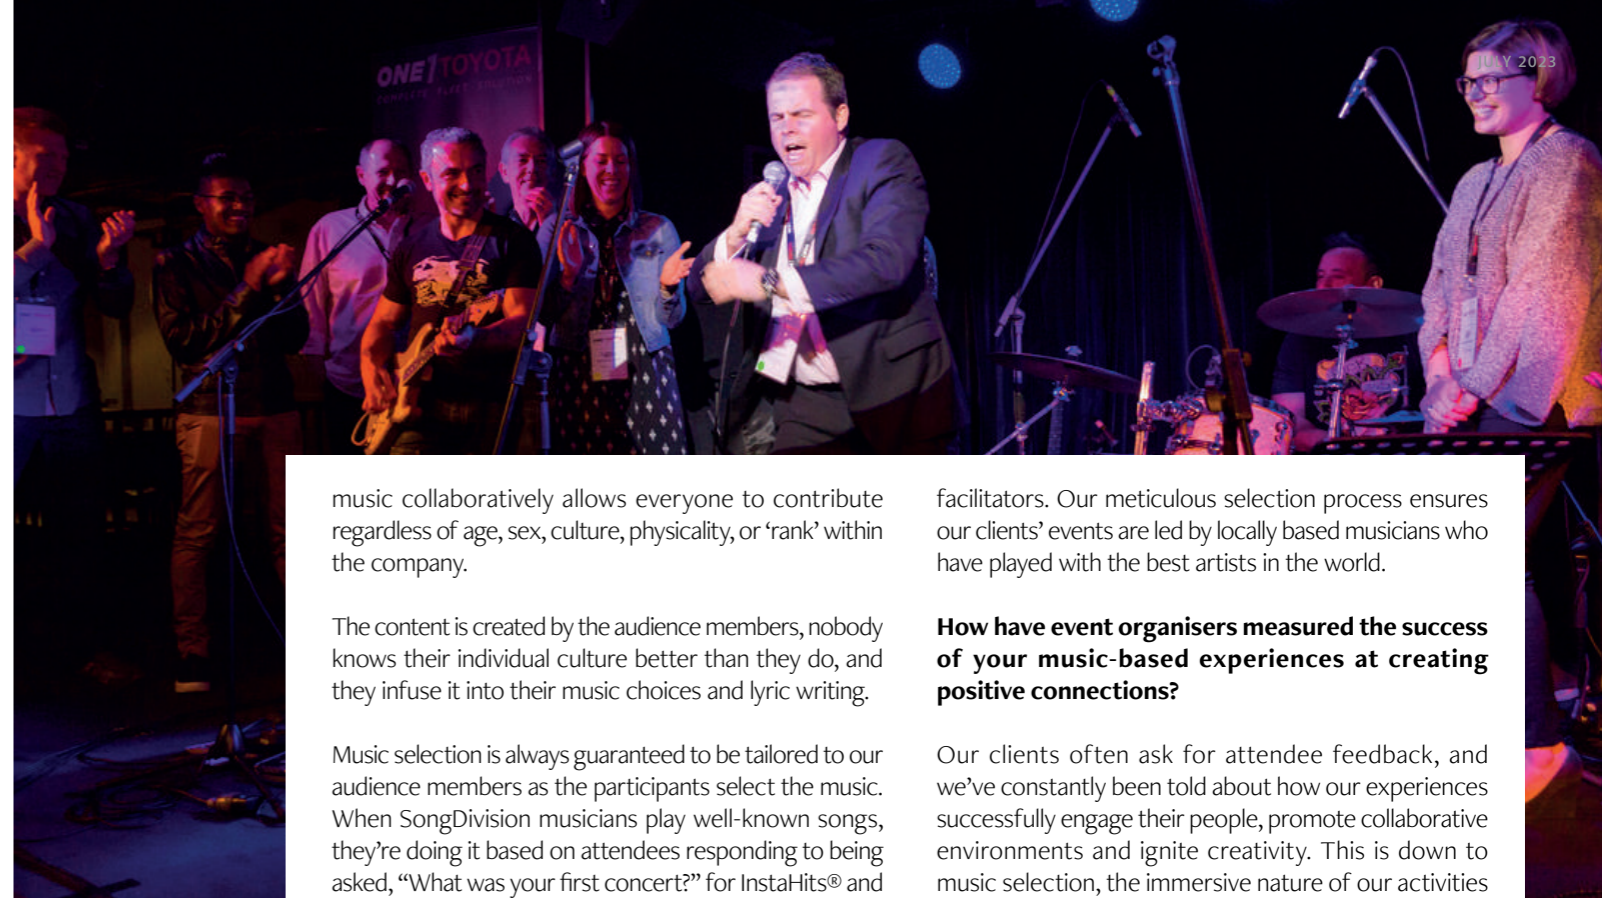 ONE1TOYOTA
COMPLETE FLEET SOLUTION
JULY 2023
music collaboratively allows everyone to contribute
regardless of age, sex, culture, physicality, or ‘rank’ within
the company.
The content is created by the audience members, nobody
knows their individual culture better than they do, and
they infuse it into their music choices and lyric writing.
Music selection is always guaranteed to be tailored to our
audience members as the participants select the music.
When SongDivision musicians play well-known songs,
they’re doing it based on attendees responding to being
asked, “What was your first concert?” for InstaHits® and
facilitators. Our meticulous selection process ensures
our clients’ events are led by locally based musicians who
have played with the best artists in the world.
How have event organisers measured the success
of your music-based experiences at creating
positive connections?
Our clients often ask for attendee feedback, and
we’ve constantly been told about how our experiences
successfully engage their people, promote collaborative
environments and ignite creativity. This is down to
music selection, the immersive nature of our activities